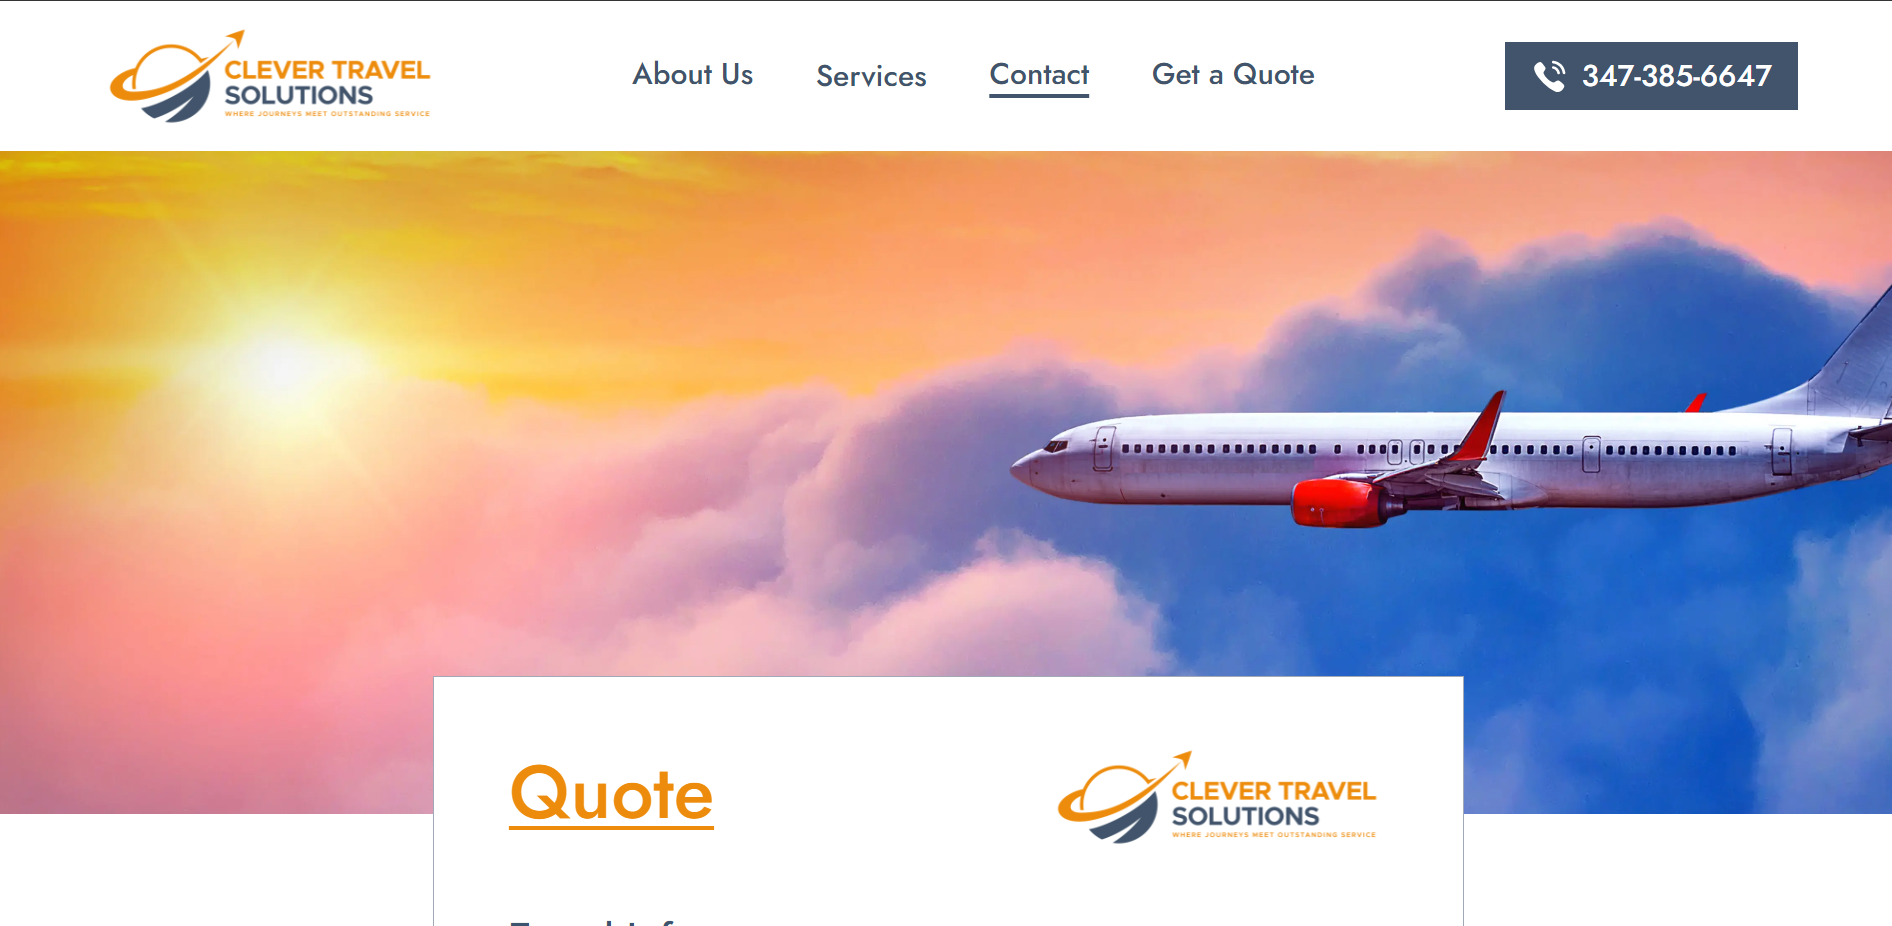 CLEVER TRAVEL
SOLUTIONS
WHERE JOURNEYS MEET OUTSTANDING SERVICE
About Us
Services
Contact
Get a Quote
347-385-6647
Quote
CLEVER TRAVEL
SOLUTIONS
WHERE JOURNEYS MEET OUTSTANDING SERVICE